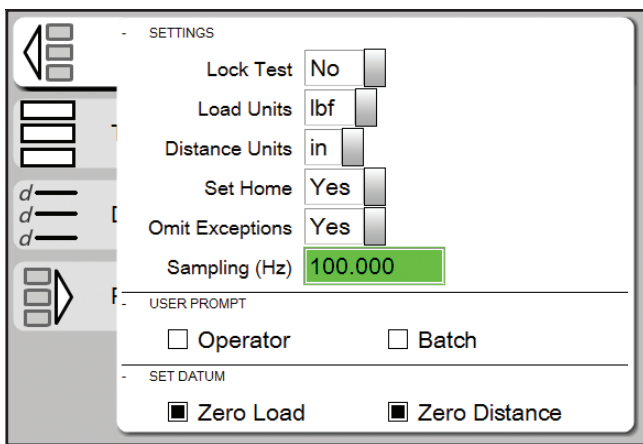 - SETTINGS
Lock Test No
Load Units lbf
Distance Units in
Set Home Yes
Omit Exceptions Yes
Sampling (Hz) 100.000
- USER PROMPT
Operator Batch
- SET DATUM
Zero Load Zero Distance
d
d
d